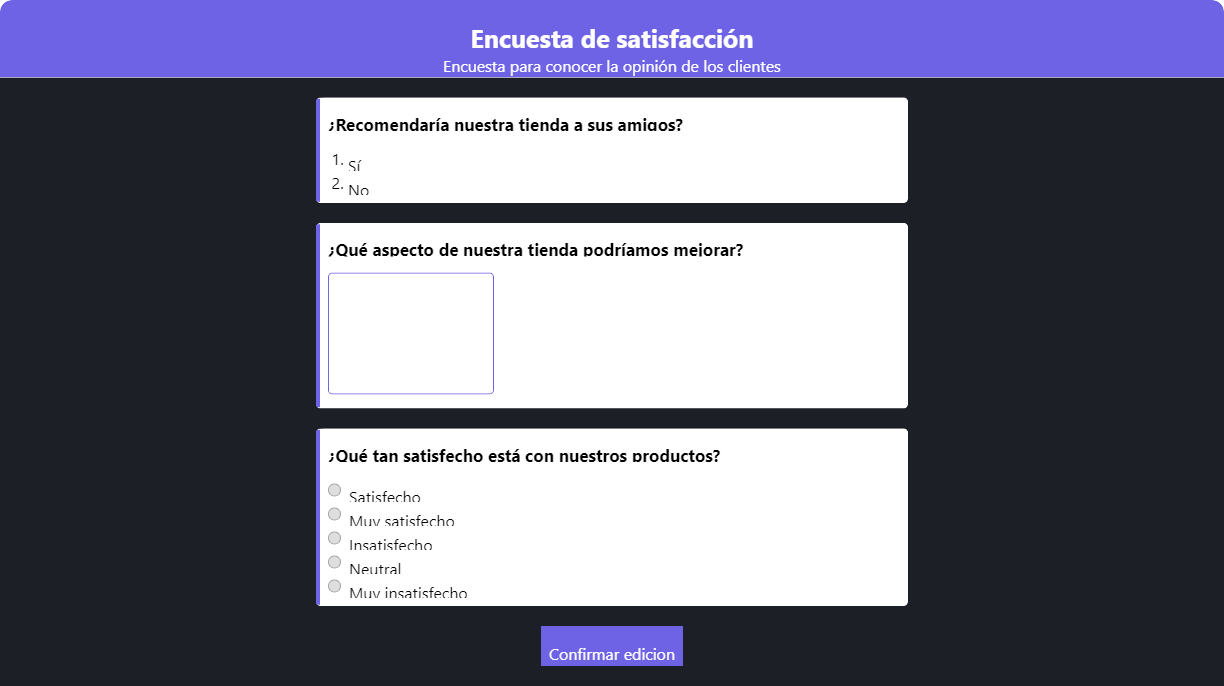 Encuesta de satisfacción
Encuesta para conocer la opinión de los clientes
¿Recomendaría nuestra tienda a sus amigos?
1. Sí
2. No
¿Qué aspecto de nuestra tienda podríamos mejorar?
¿Qué tan satisfecho está con nuestros productos?
Satisfecho
Muy satisfecho
Insatisfecho
Neutral
Muy insatisfecho
Confirmar edicion